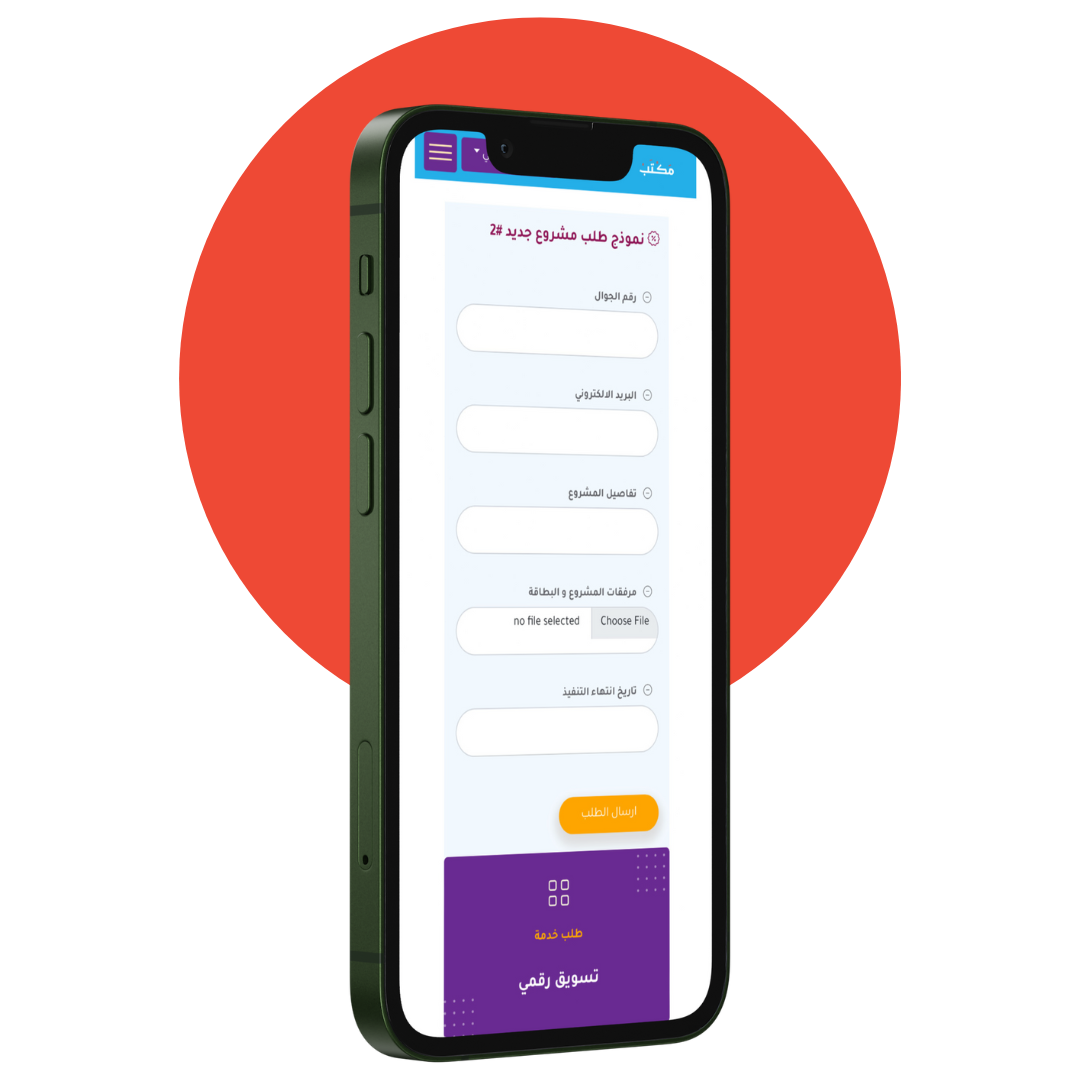 مكتب
نموذج طلب مشروع جديد #2
رقم الجوال
البريد الالكتروني
تفاصيل المشروع
مرفقات المشروع و البطاقة
Choose File no file selected
تاريخ انتهاء التنفيذ
ارسال الطلب
طلب خدمة
تسويق رقمي